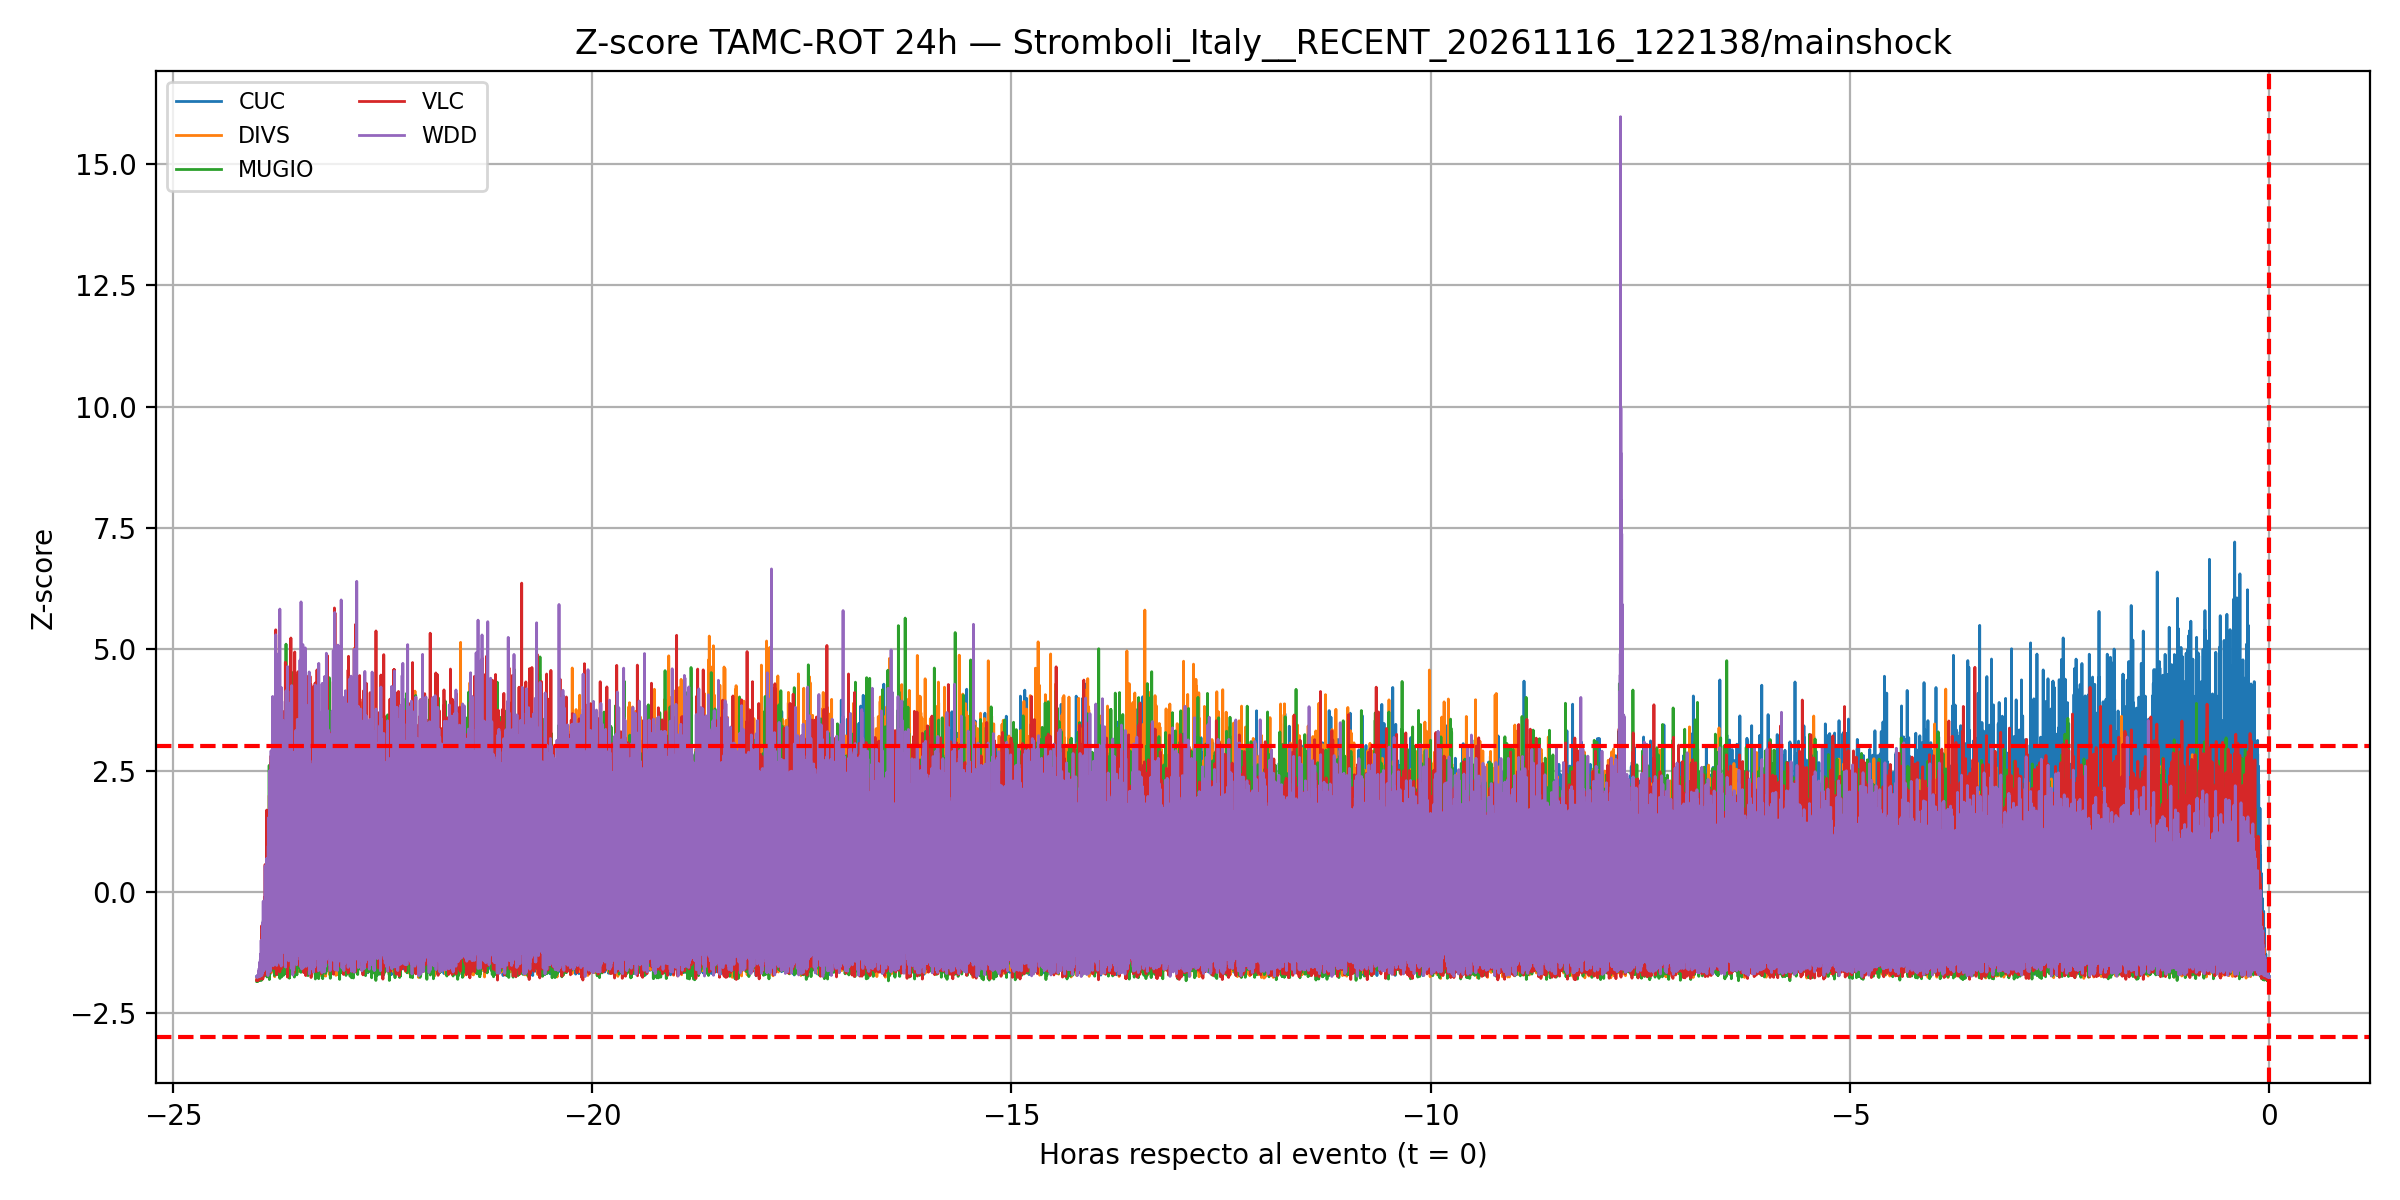 Z-score TAMC-ROT 24h — Stromboli_Italy__RECENT_20261116_122138/mainshock
CUC
DIVS
MUGIO
VLC
WDD
Z-score
15.0
12.5
10.0
7.5
5.0
2.5
0.0
−2.5
−25
−20
−15
−10
−5
0
Horas respecto al evento (t = 0)